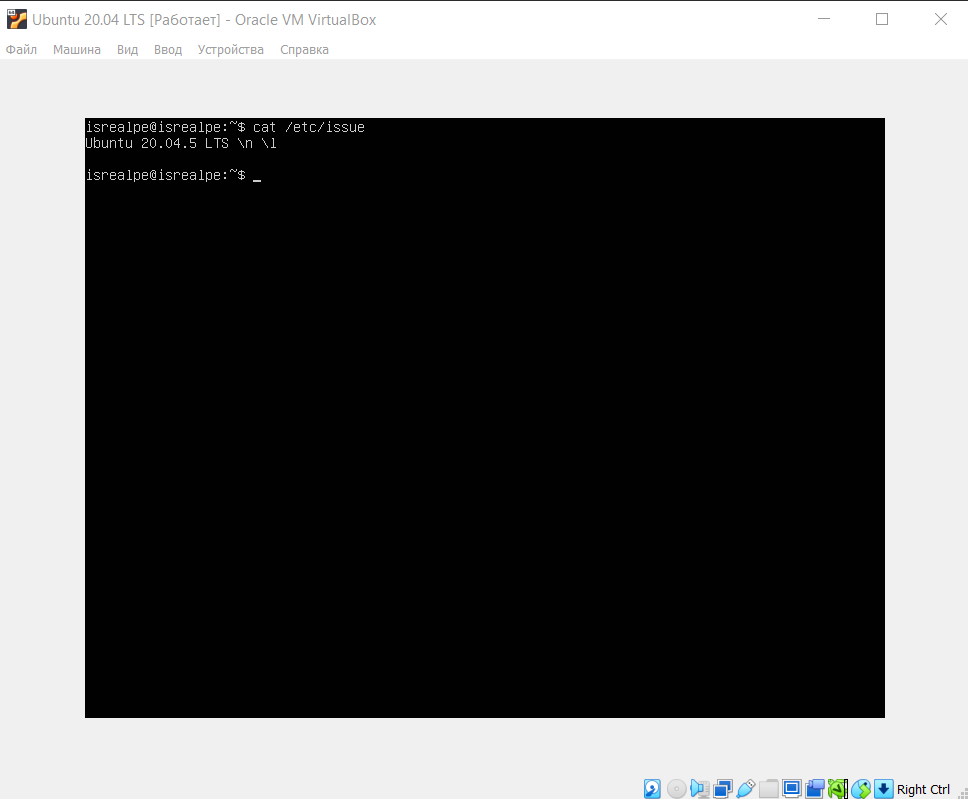 Ubuntu 20.04 LTS [Работает] - Oracle VM VirtualBox
Файл Машина Вид Ввод Устройства Справка
isrealpe@isrealpe:~$ cat /etc/issue
Ubuntu 20.04.5 LTS \n \l
isrealpe@isrealpe:~$ _
Right Ctrl